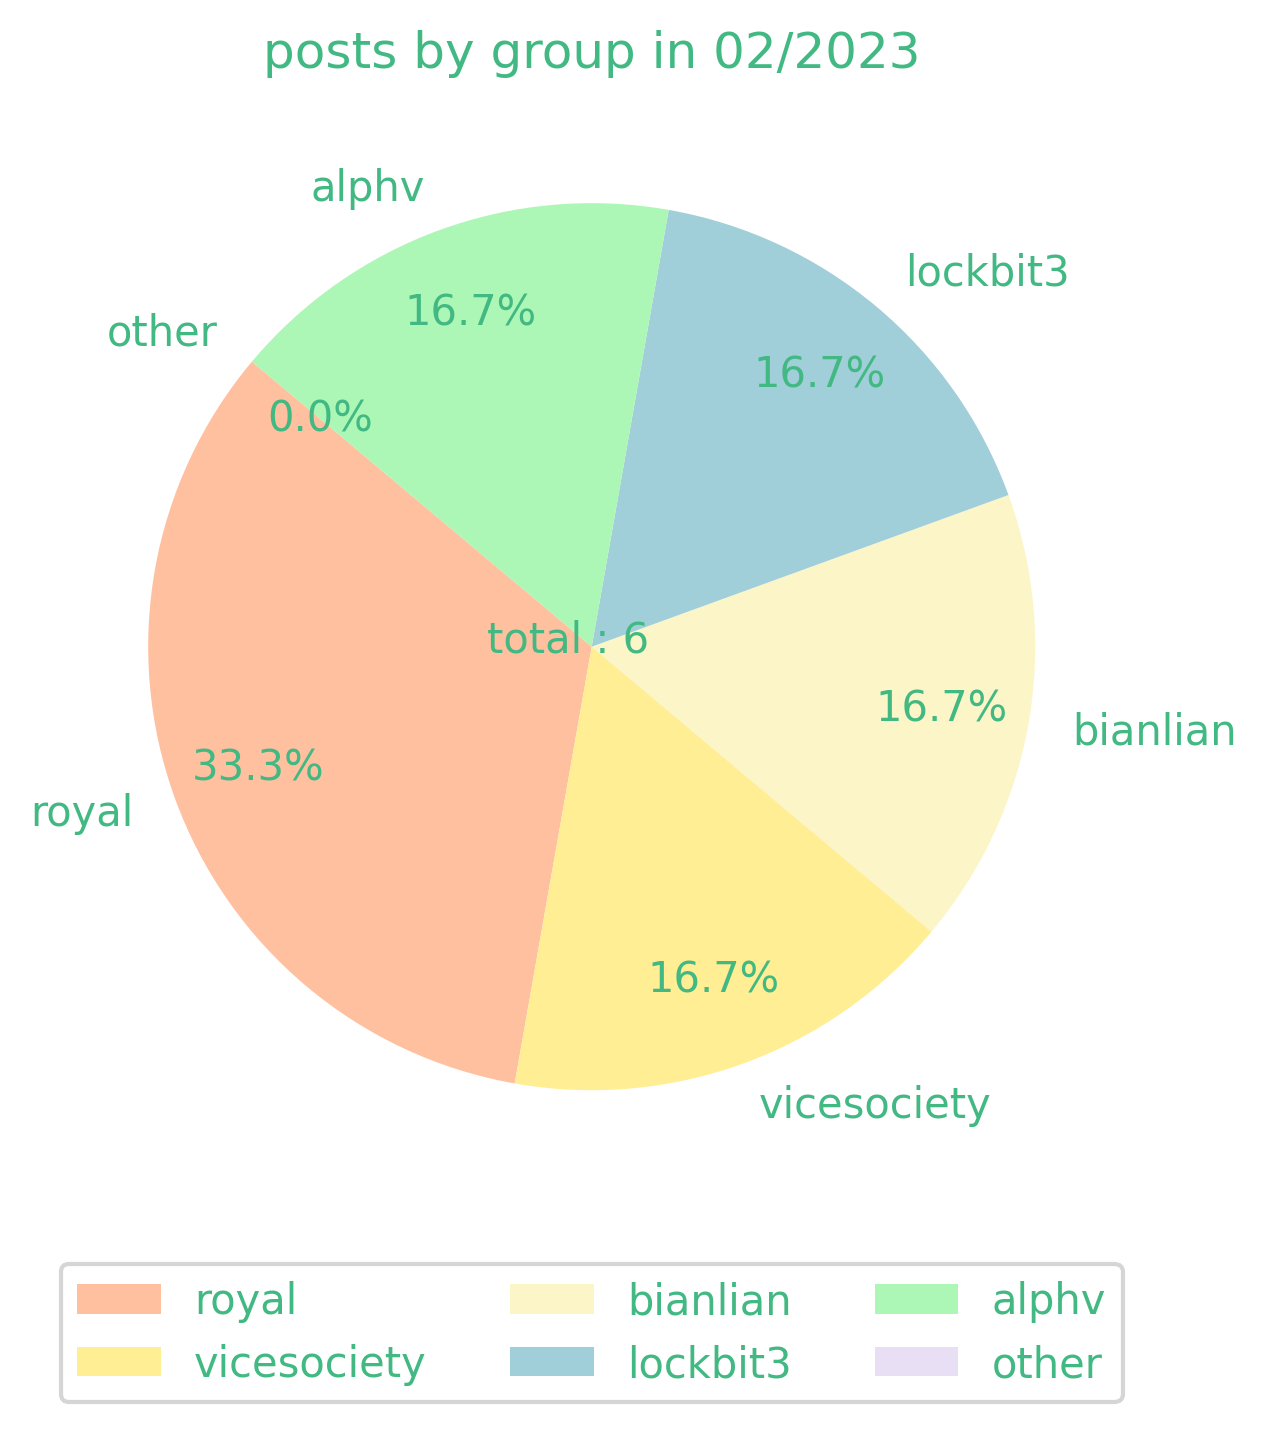 posts by group in 02/2023
alphv
lockbit3
16.7%
other
16.7%
0.0%
total : 6
16.7%
bianlian
33.3%
royal
16.7%
vicesociety
royal
bianlian
alphv
vicesociety
lockbit3
other